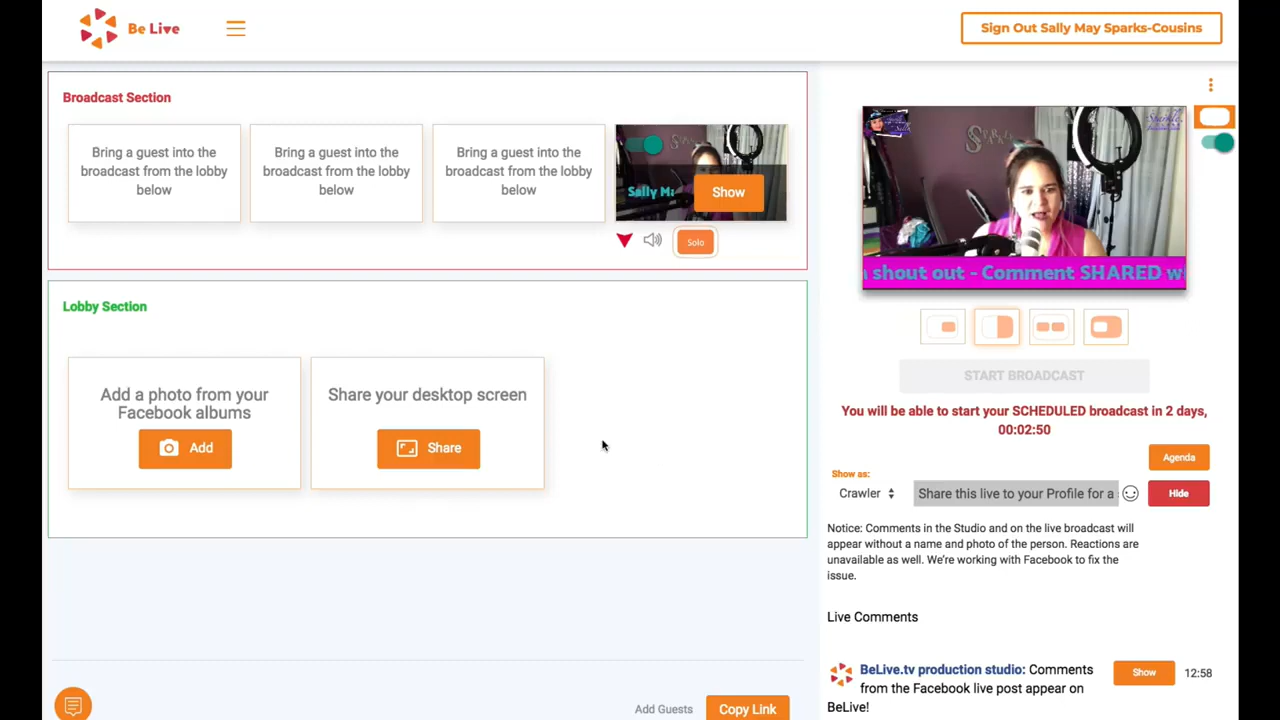 Be Live
Sign Out Sally May Sparks-Cousins
Broadcast Section
Bring a guest into the
broadcast from the lobby
below
Bring a guest into the
broadcast from the lobby
below
Bring a guest into the
broadcast from the lobby
below
Sally M
Show
Solo
Lobby Section
Add a photo from your
Facebook albums
Add
Share your desktop screen
Share
Add Guests
Copy Link
shout out - Comment SHARED w
START BROADCAST
You will be able to start your SCHEDULED broadcast in 2 days,
00:02:50
Agenda
Show as:
Crawler
Share this live to your Profile for a
Hide
Notice: Comments in the Studio and on the live broadcast will
appear without a name and photo of the person. Reactions are
unavailable as well. We're working with Facebook to fix the
issue.
Live Comments
BeLive.tv production studio: Comments
from the Facebook live post appear on
BeLive!
Show
12:58